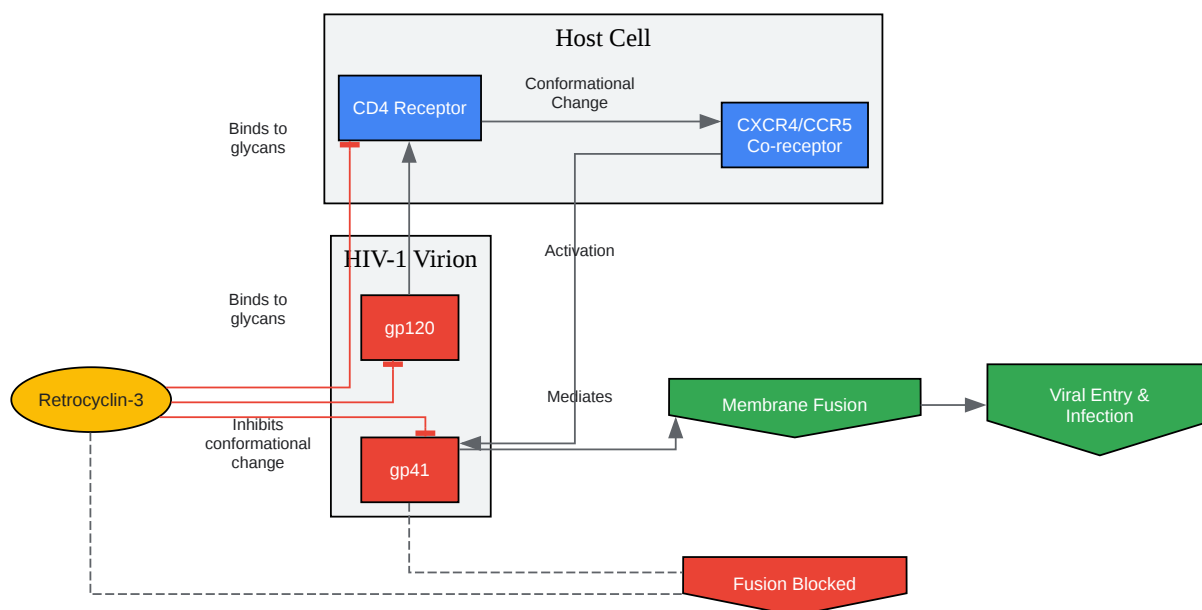 Host Cell
CD4 Receptor
Conformational
Change
CXCR4/CCR5
Co-receptor
Binds to
glycans
Activation
HIV-1 Virion
Binds to
glycans
gp120
Retrocyclin-3
Mediates
Membrane Fusion
Viral Entry &
Infection
Inhibits
conformational
change
gp41
Fusion Blocked